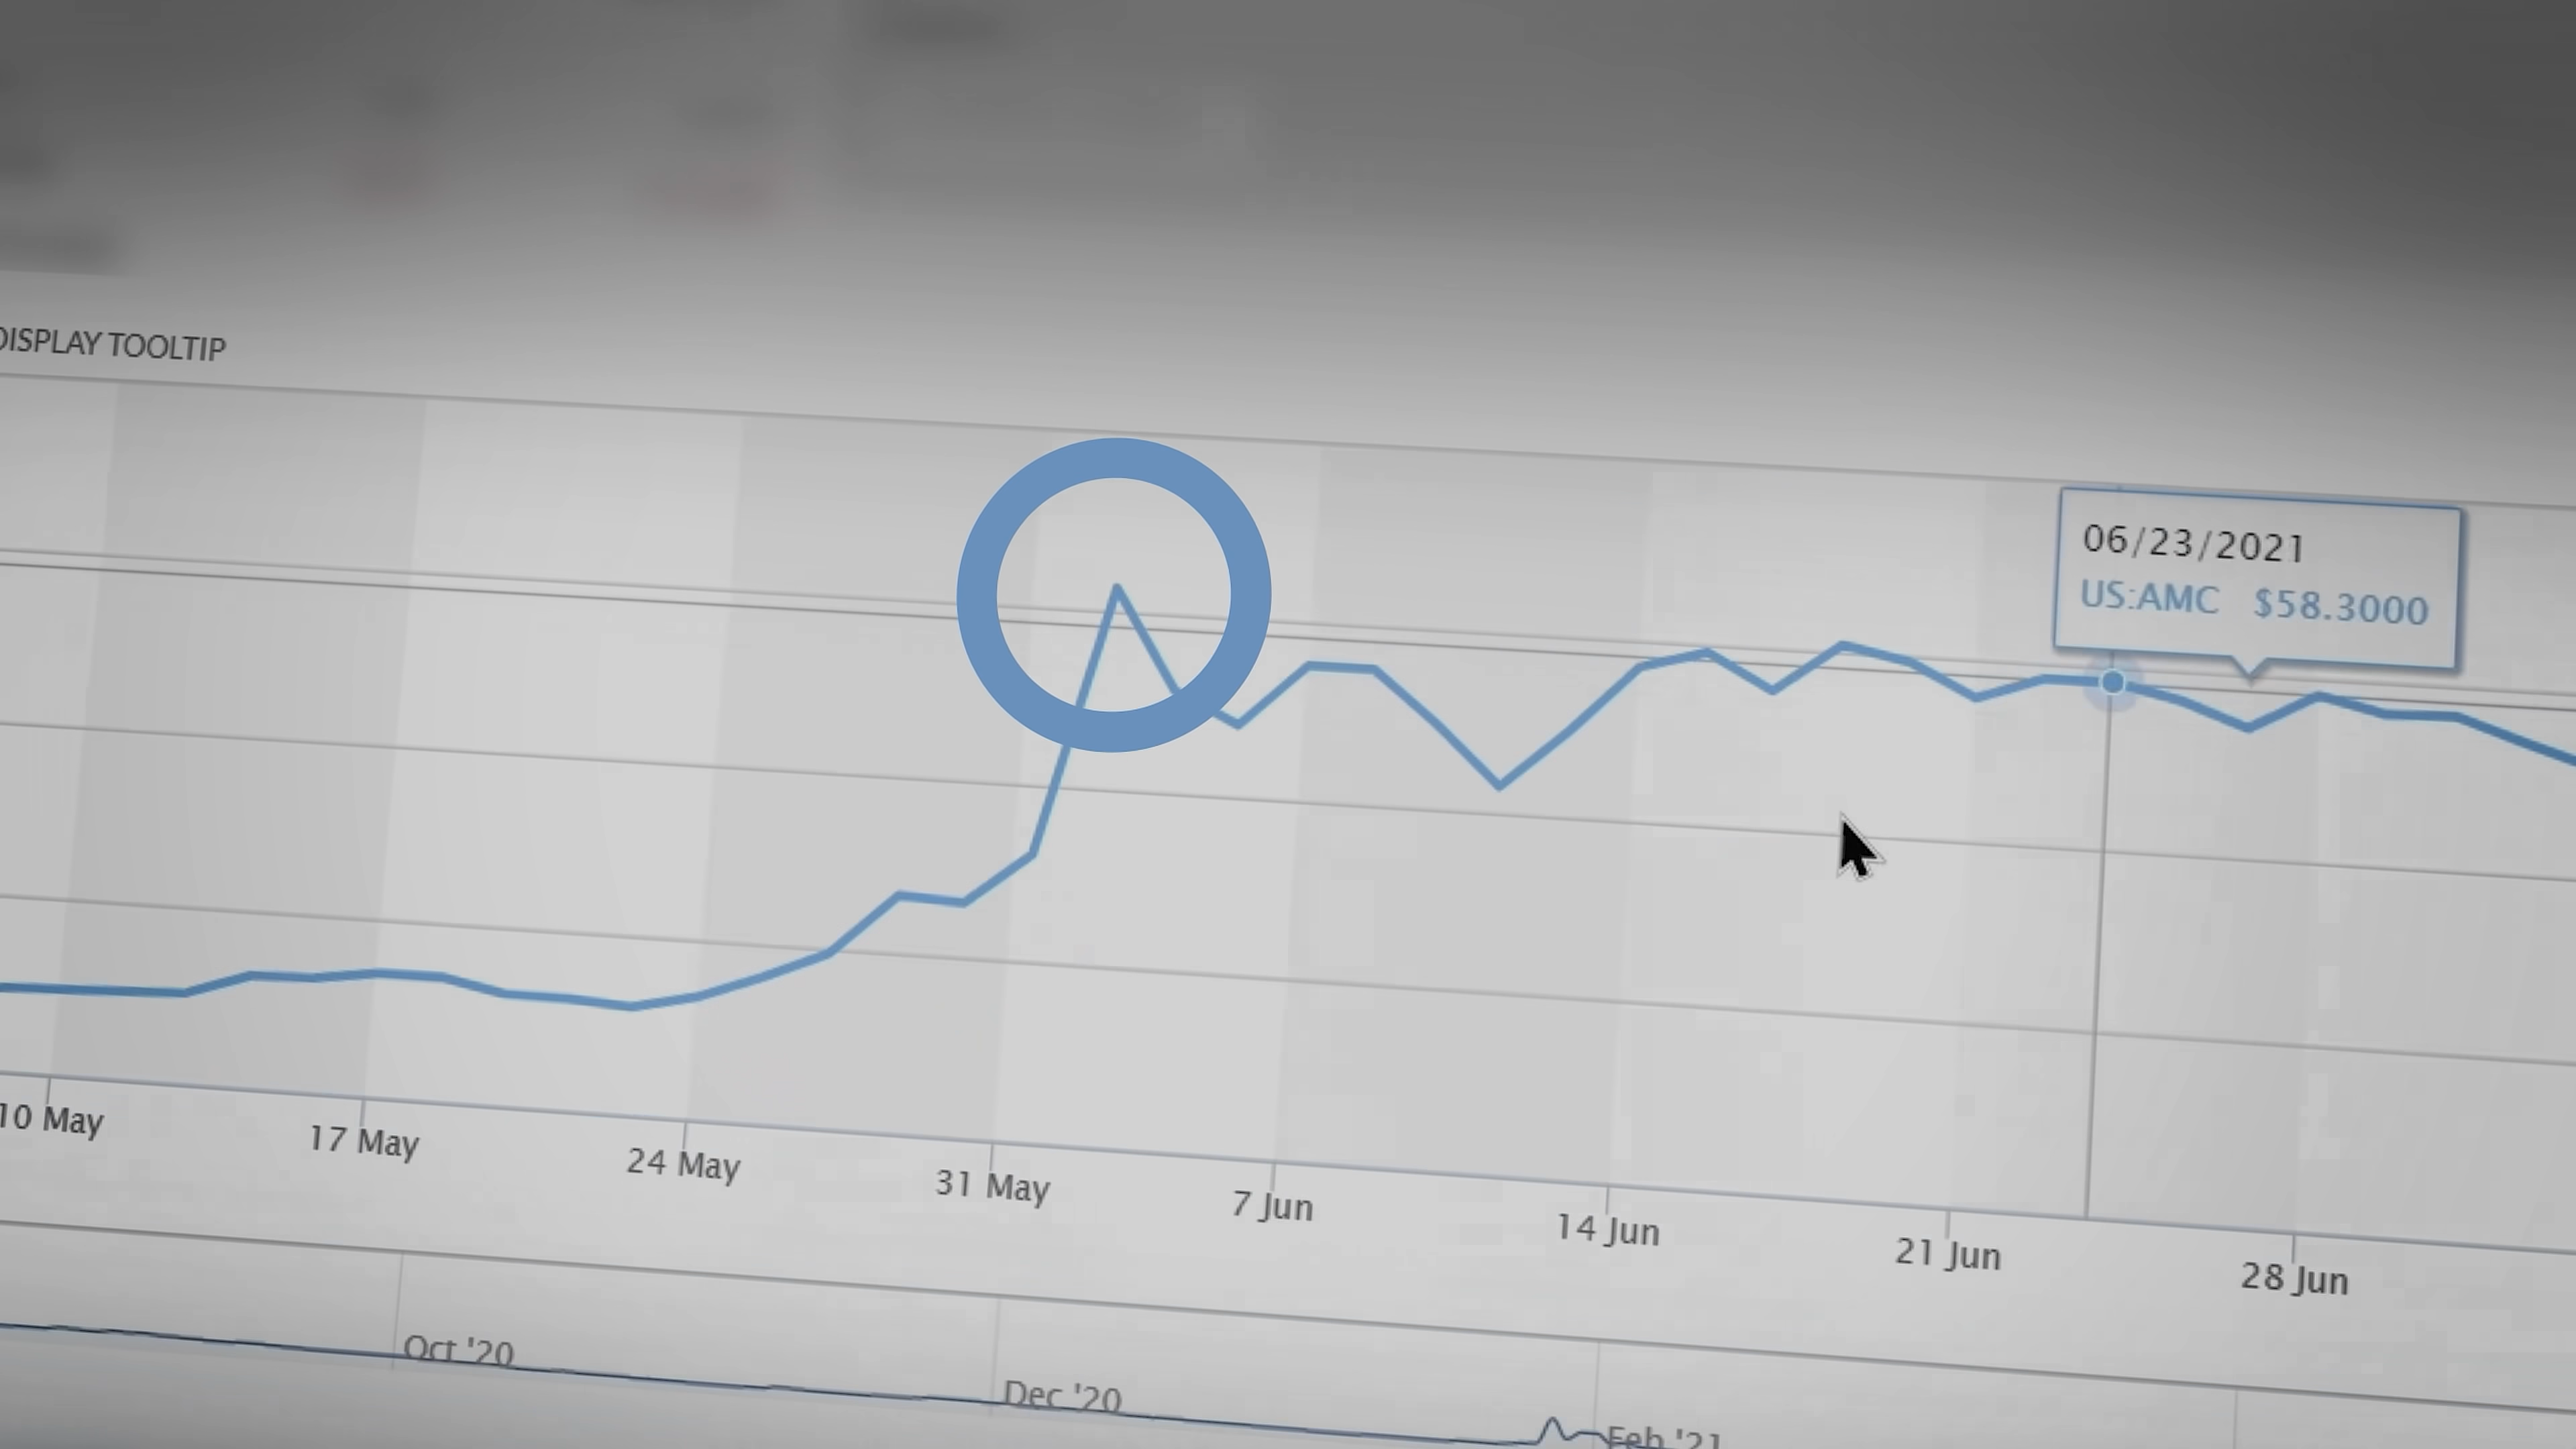 DISPLAY TOOLTIP
06/23/2021
US:AMC $58.3000
10 May
17 May
24 May
31 May
7 Jun
14 Jun
21 Jun
28 Jun
Oct '20
Dec '20
Feb '21